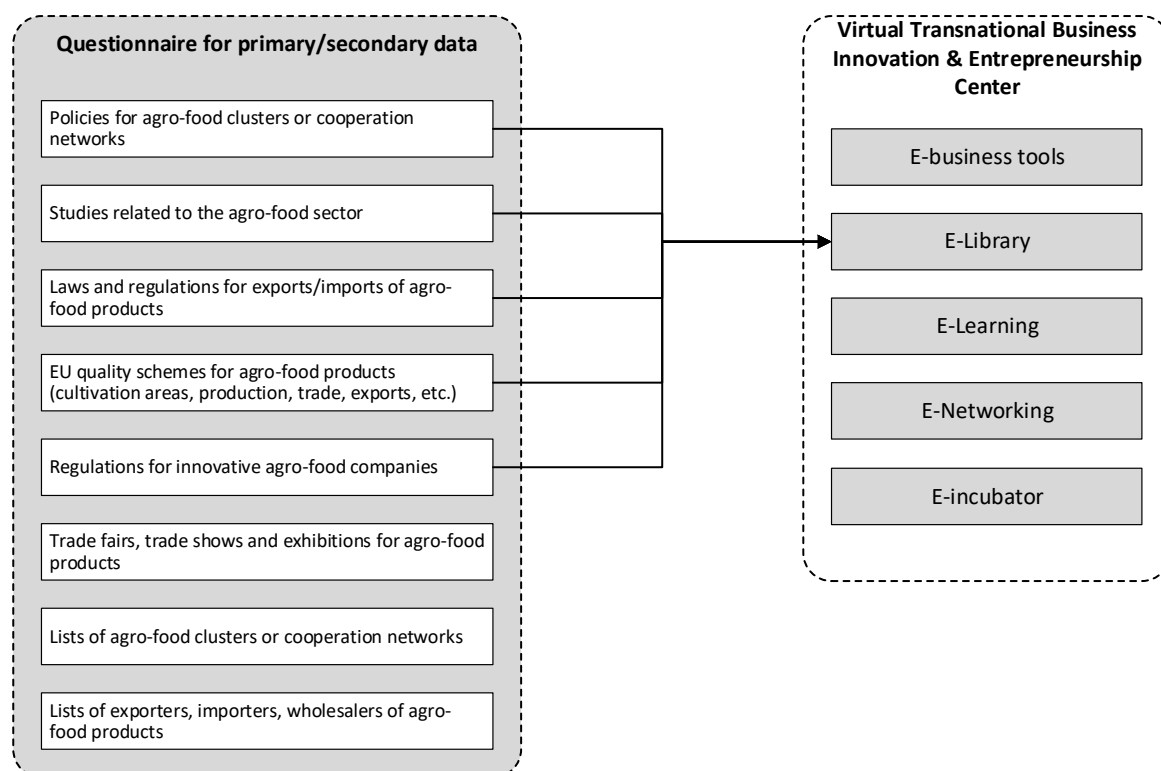 Questionnaire for primary/secondary data
Policies for agro-food clusters or cooperation
networks
Studies related to the agro-food sector
Laws and regulations for exports/imports of agro-
food products
EU quality schemes for agro-food products
(cultivation areas, production, trade, exports, etc.)
Regulations for innovative agro-food companies
Trade fairs, trade shows and exhibitions for agro-food
products
Lists of agro-food clusters or cooperation networks
Lists of exporters, importers, wholesalers of agro-
food products
Virtual Transnational Business
Innovation & Entrepreneurship
Center
E-business tools
E-Library
E-Learning
E-Networking
E-incubator